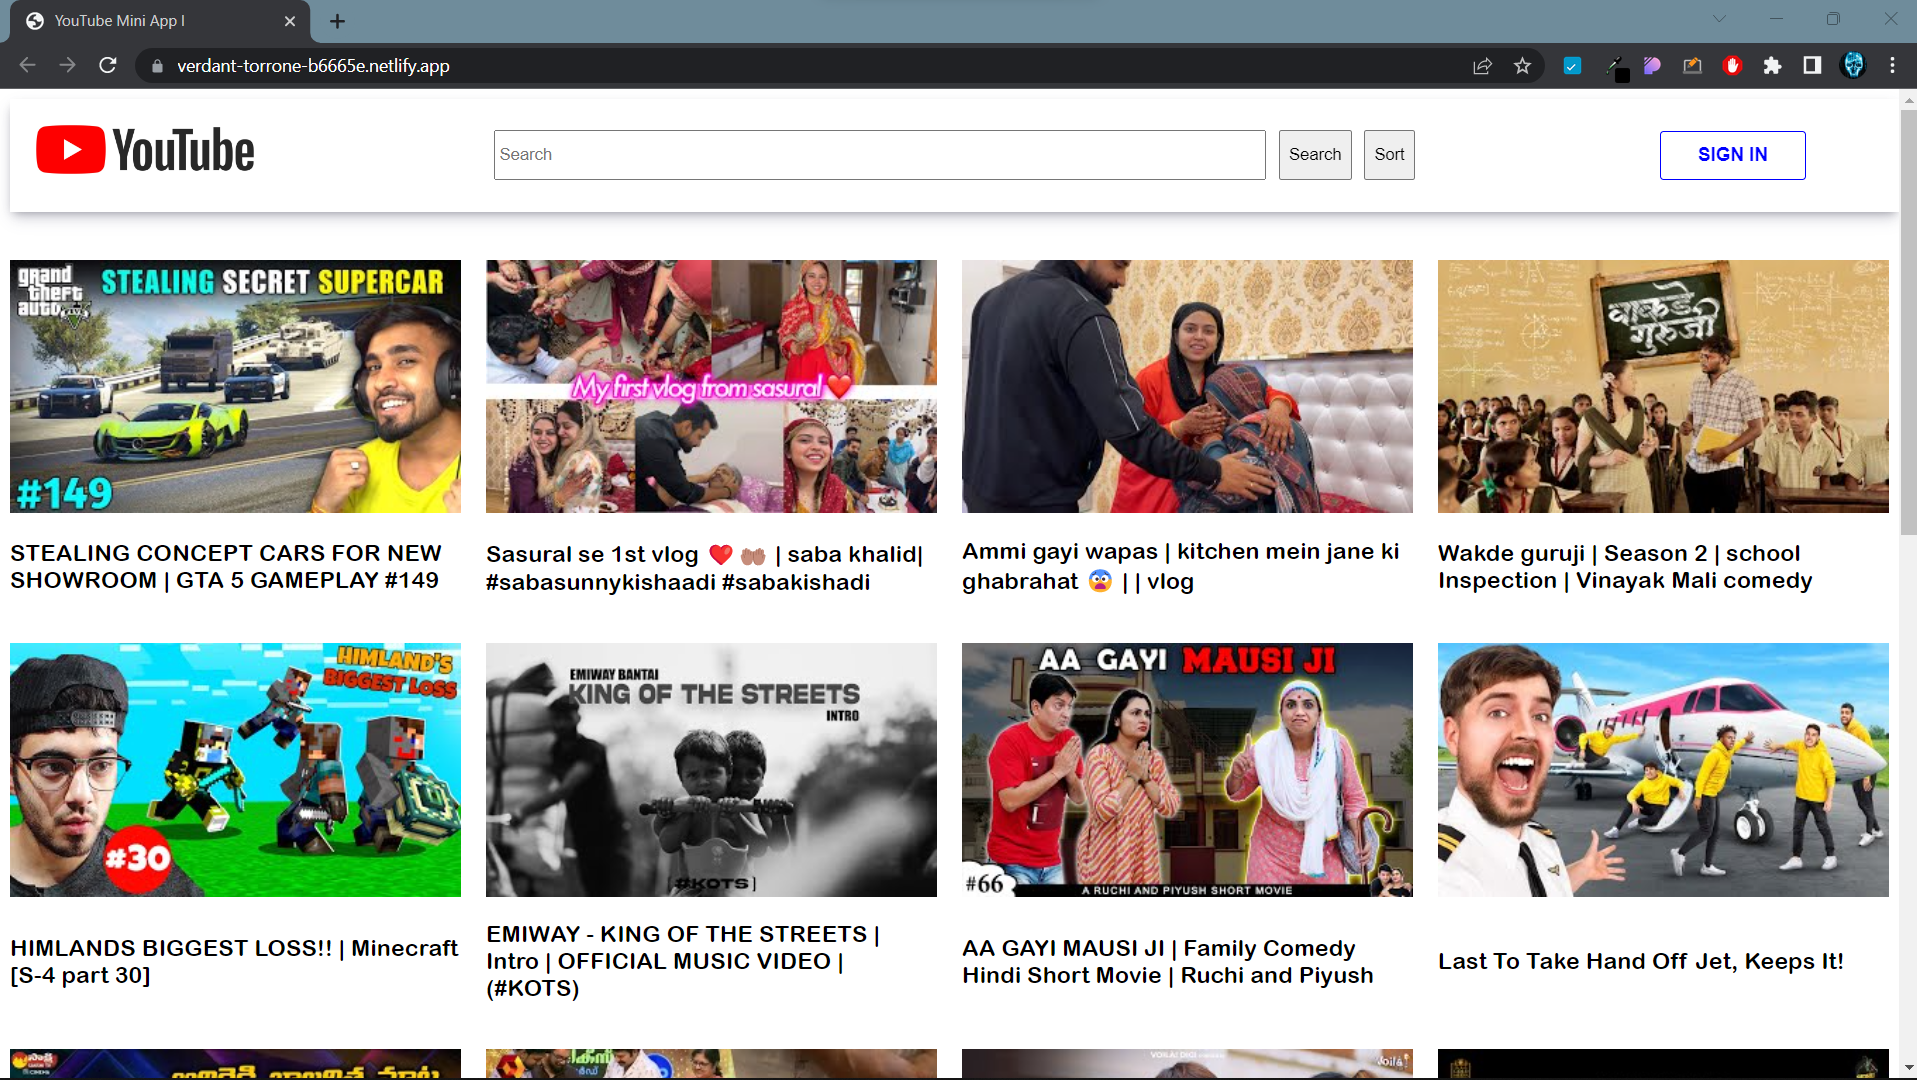 YouTube Mini App I
verdant-torrone-b6665e.netlify.app
YouTube
Search
Search
Sort
SIGN IN
grand
theft
auto V
STEALING SECRET SUPERCAR
#149
My first vlog from sasural ❤️
वाकडे
गुरुजी
STEALING CONCEPT CARS FOR NEW
SHOWROOM | GTA 5 GAMEPLAY #149
Sasural se 1st vlog ❤️ 🤲🏽 | saba khalid|
#sabasunnykishaadi #sabakishadi
Ammi gayi wapas | kitchen mein jane ki
ghabrahat 😨 | | vlog
Wakde guruji | Season 2 | school
Inspection | Vinayak Mali comedy
HIMLAND'S
BIGGEST LOSS
#30
EMIWAY BANTAI
KING OF THE STREETS
INTRO
[#KOTS]
AA GAYI MAUSI JI
#66
A RUCHI AND PIYUSH SHORT MOVIE
HIMLANDS BIGGEST LOSS!! | Minecraft
[S-4 part 30]
EMIWAY - KING OF THE STREETS |
Intro | OFFICIAL MUSIC VIDEO |
(#KOTS)
AA GAYI MAUSI JI | Family Comedy
Hindi Short Movie | Ruchi and Piyush
Last To Take Hand Off Jet, Keeps It!